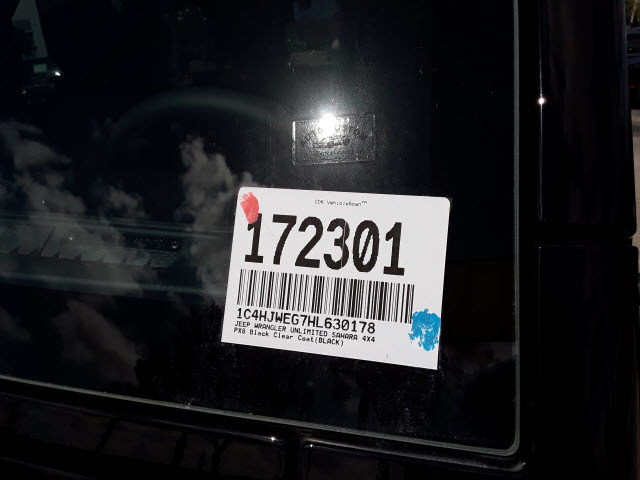 CDK VehicleScan™
172301
1C4HJWEG7HL630178
JEEP WRANGLER UNLIMITED SAHARA 4X4
PX8 Black Clear Coat(BLACK)